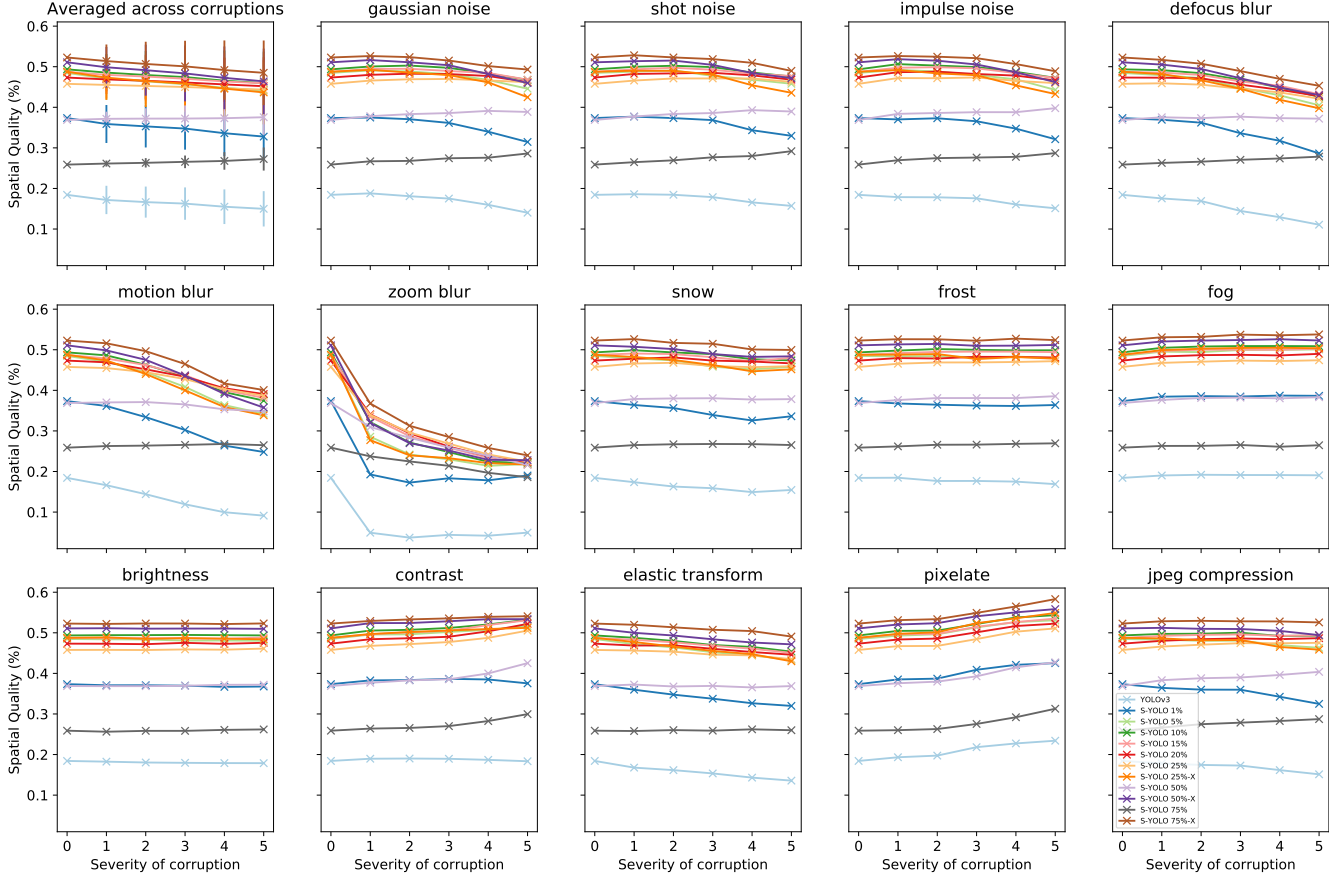 Averaged across corruptions
gaussian noise
shot noise
impulse noise
defocus blur
Spatial Quality (%)
0.6
0.5
0.4
0.3
0.2
0.1
motion blur
zoom blur
snow
frost
fog
Spatial Quality (%)
0.6
0.5
0.4
0.3
0.2
0.1
brightness
contrast
elastic transform
pixelate
jpeg compression
Spatial Quality (%)
0.6
0.5
0.4
0.3
0.2
0.1
YOLOv3
S-YOLO 1%
S-YOLO 5%
S-YOLO 10%
S-YOLO 15%
S-YOLO 20%
S-YOLO 25%
S-YOLO 25%-X
S-YOLO 50%
S-YOLO 50%-X
S-YOLO 75%
S-YOLO 75%-X
0 1 2 3 4 5
0 1 2 3 4 5
0 1 2 3 4 5
0 1 2 3 4 5
0 1 2 3 4 5
Severity of corruption
Severity of corruption
Severity of corruption
Severity of corruption
Severity of corruption